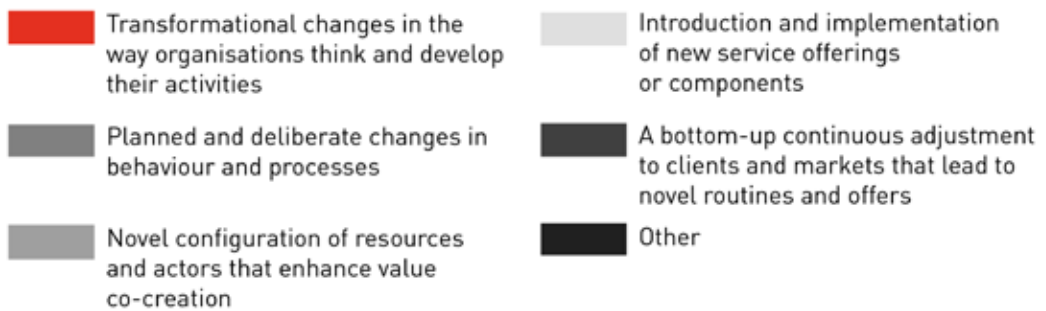 Transformational changes in the
way organisations think and develop
their activities
Planned and deliberate changes in
behaviour and processes
Novel configuration of resources
and actors that enhance value
co-creation
Introduction and implementation
of new service offerings
or components
A bottom-up continuous adjustment
to clients and markets that lead to
novel routines and offers
Other